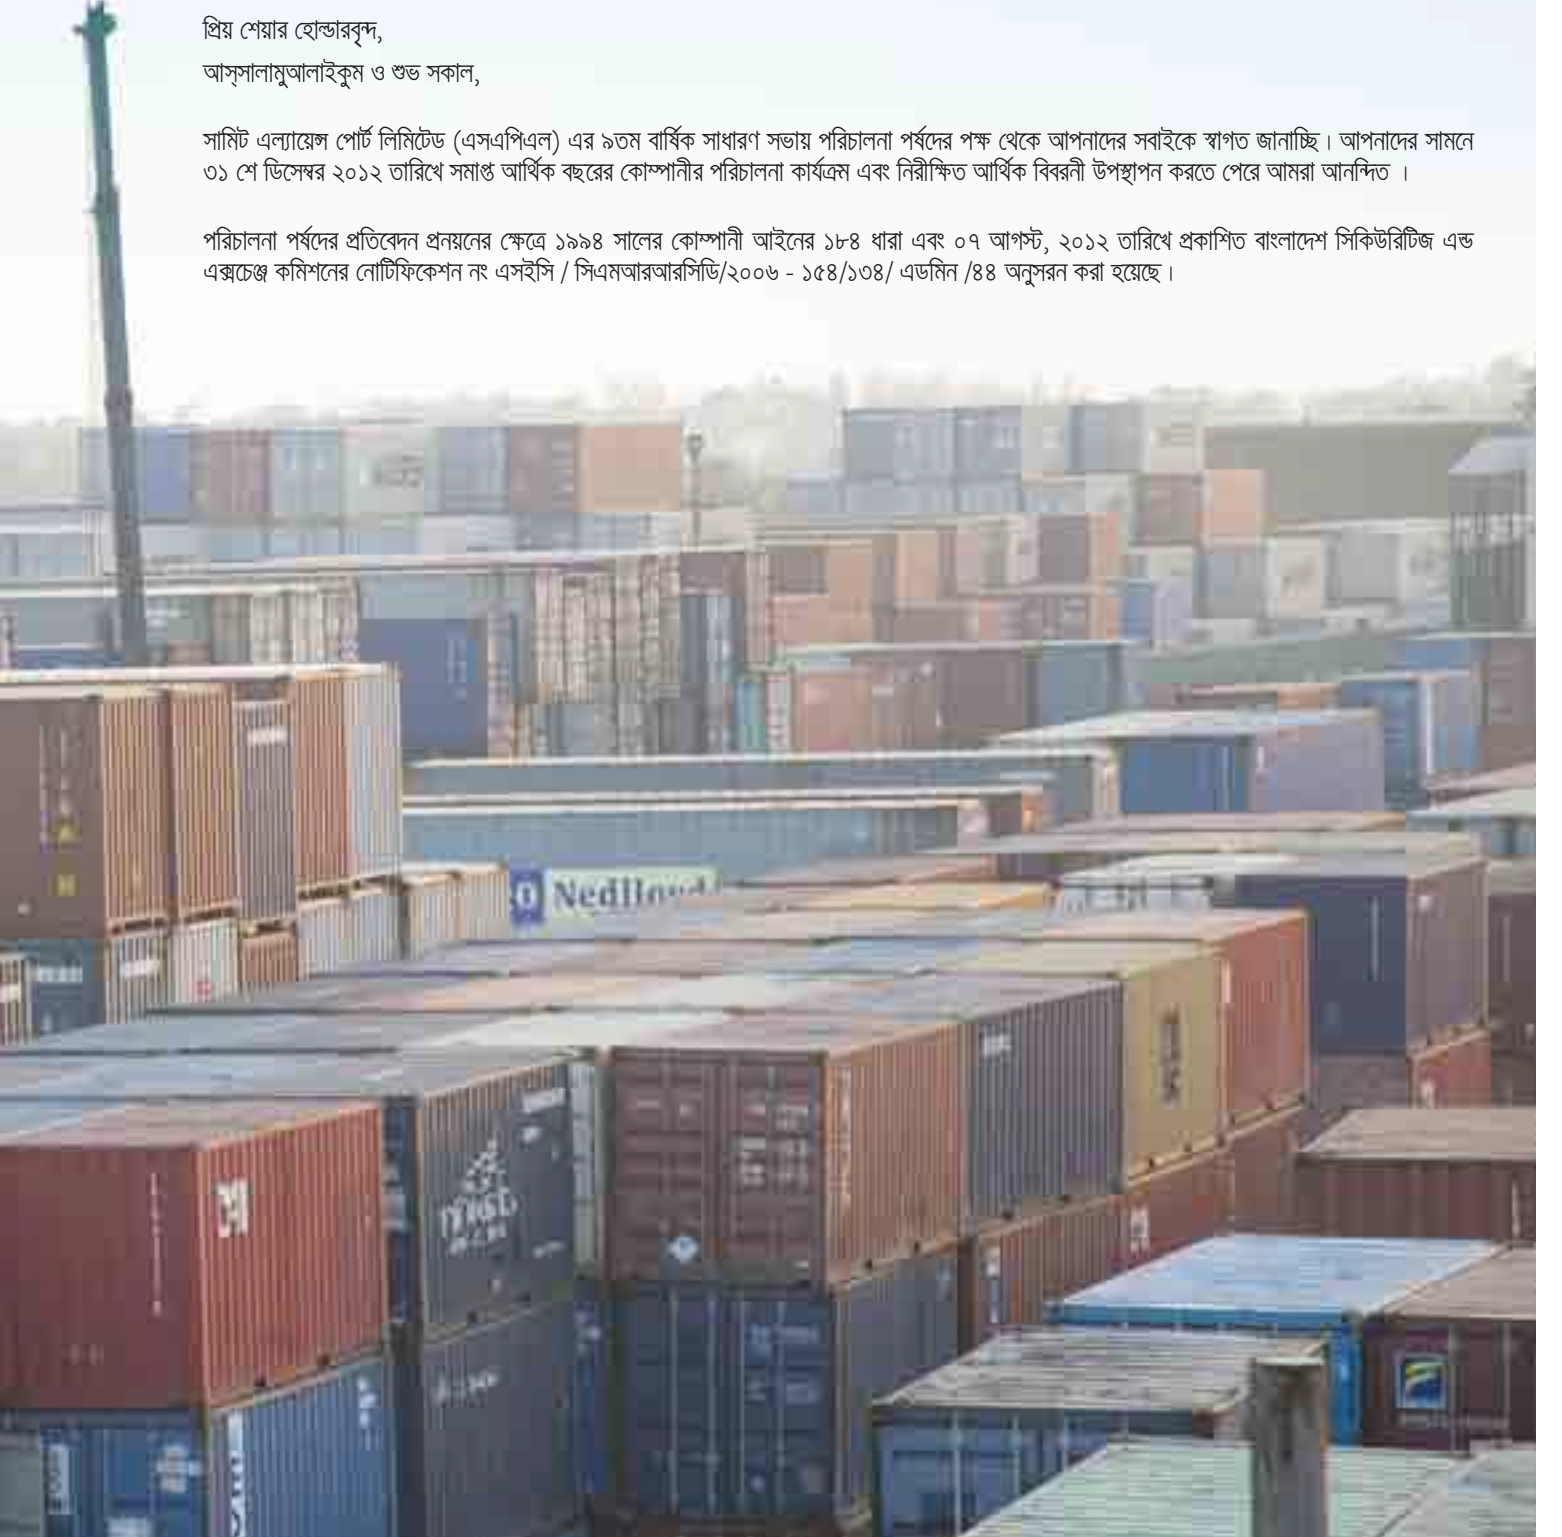 প্রিয় শেয়ার হোল্ডারবৃন্দ,
আস্সালামুআলাইকুম ও শুভ সকাল,
সামিট এল্যায়েন্স পোর্ট লিমিটেড (এসএপিএল) এর ৯তম বার্ষিক সাধারণ সভায় পরিচালনা পর্ষদের পক্ষ থেকে আপনাদের সবাইকে স্বাগত জানাচ্ছি। আপনাদের সামনে
৩১ শে ডিসেম্বর ২০১২ তারিখে সমাপ্ত আর্থিক বছরের কোম্পানীর পরিচালনা কার্যক্রম এবং নিরীক্ষিত আর্থিক বিবরনী উপস্থাপন করতে পেরে আমরা আনন্দিত ।
পরিচালনা পর্ষদের প্রতিবেদন প্রনয়নের ক্ষেত্রে ১৯৯৪ সালের কোম্পানী আইনের ১৮৪ ধারা এবং ০৭ আগস্ট, ২০১২ তারিখে প্রকাশিত বাংলাদেশ সিকিউরিটিজ এন্ড
এক্সচেঞ্জ কমিশনের নোটিফিকেশন নং এসইসি / সিএমআরআরসিডি/২০০৬ - ১৫৪/১৩৪/ এডমিন /৪৪ অনুসরন করা হয়েছে।
Nedlloyd